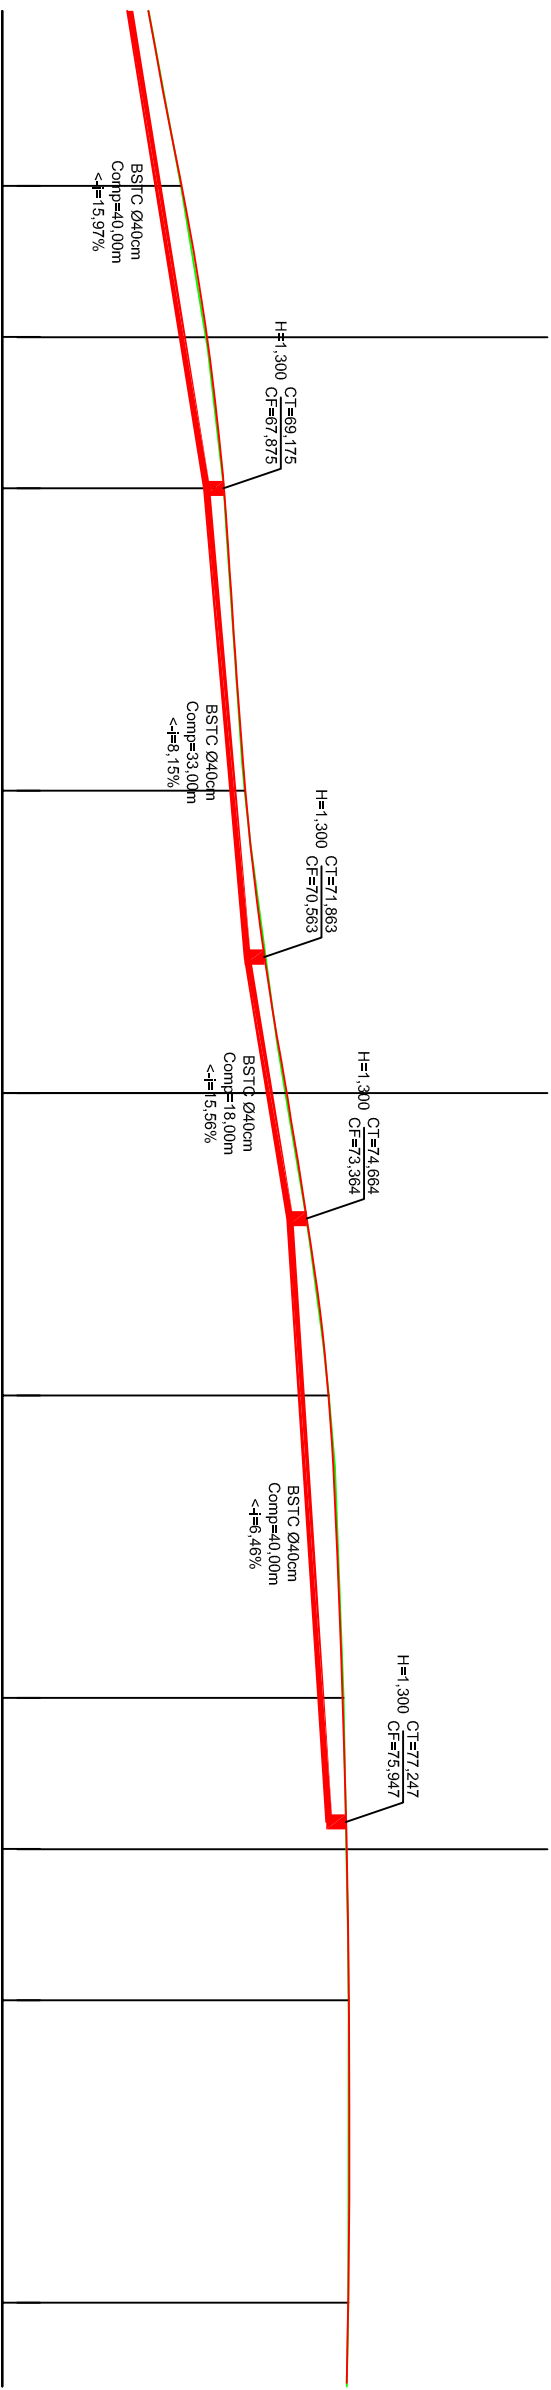 BSTC Ø40cm
Comp=40,00m
<-i=15,97%
H=1,300
CT=69,175
CF=67,875
BSTC Ø40cm
Comp=33,00m
<-i=8,15%
H=1,300
CT=71,863
CF=70,563
BSTC Ø40cm
Comp=18,00m
<-i=15,56%
H=1,300
CT=74,664
CF=73,364
BSTC Ø40cm
Comp=40,00m
<-i=6,46%
H=1,300
CT=77,247
CF=75,947